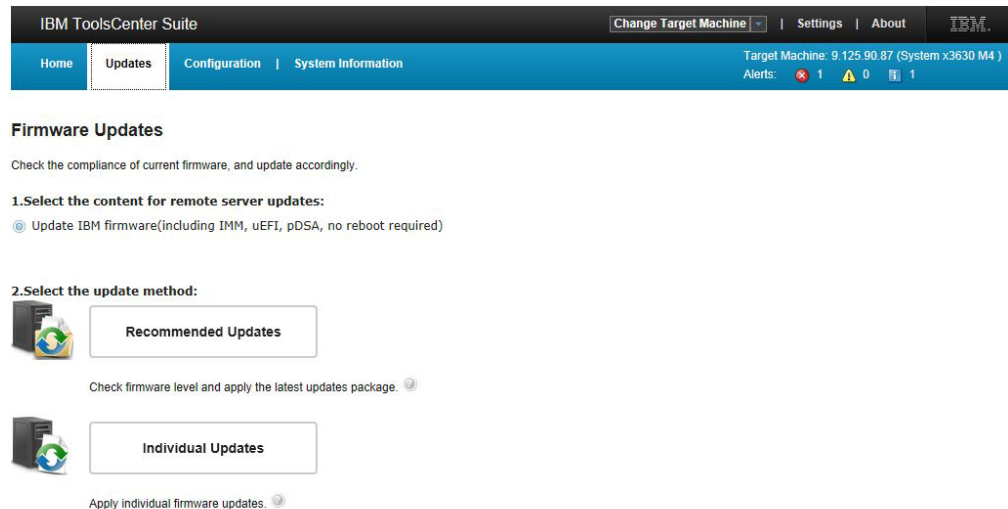 IBM ToolsCenter Suite
Change Target Machine | Settings | About IBM.
Home Updates Configuration | System Information
Target Machine: 9.125.90.87 (System x3630 M4 )
Alerts: 1 0 1
Firmware Updates
Check the compliance of current firmware, and update accordingly.
1.Select the content for remote server updates:
Update IBM firmware(including IMM, uEFI, pDSA, no reboot required)
2.Select the update method:
Recommended Updates
Check firmware level and apply the latest updates package.
Individual Updates
Apply individual firmware updates.